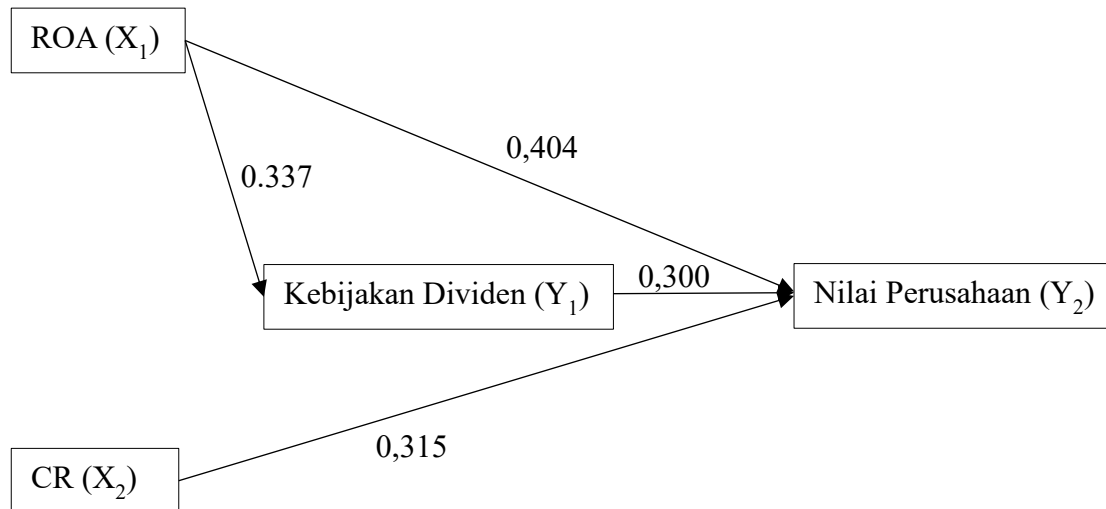 ROA (X₁)
0,404
0.337
Kebijakan Dividen (Y₁)
0,300
Nilai Perusahaan (Y₂)
0,315
CR (X₂)